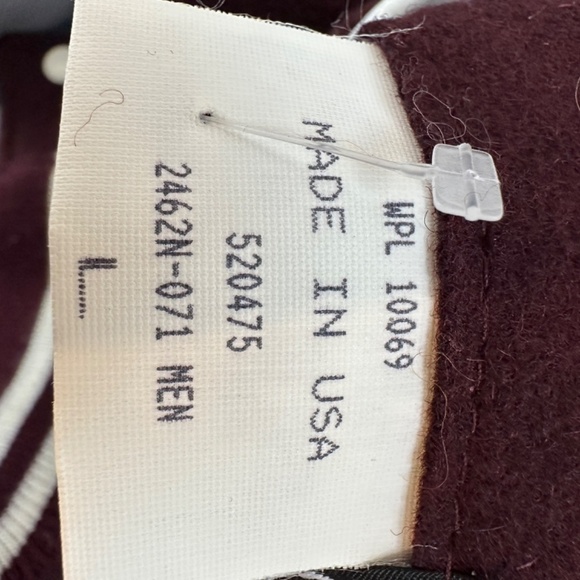 WPL 10069
MADE IN USA
520475
2462N-071 MEN
L